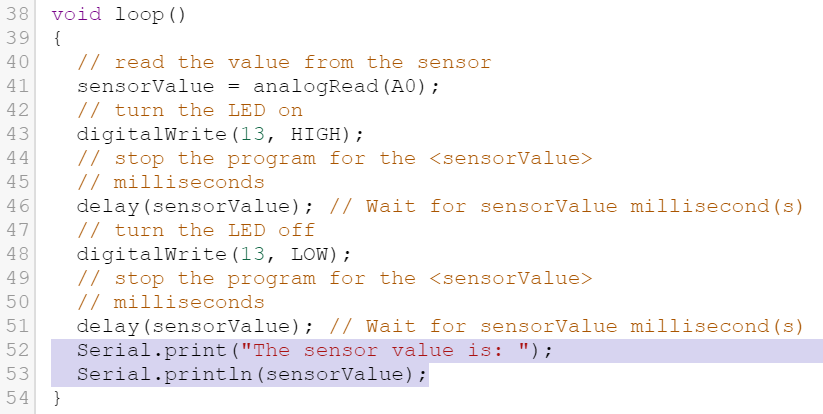 38 void loop()
39 {
40   // read the value from the sensor
41   sensorValue = analogRead(A0);
42   // turn the LED on
43   digitalWrite(13, HIGH);
44   // stop the program for the <sensorValue>
45   // milliseconds
46   delay(sensorValue); // Wait for sensorValue millisecond(s)
47   // turn the LED off
48   digitalWrite(13, LOW);
49   // stop the program for the <sensorValue>
50   // milliseconds
51   delay(sensorValue); // Wait for sensorValue millisecond(s)
52   Serial.print("The sensor value is: ");
53   Serial.println(sensorValue);
54 }